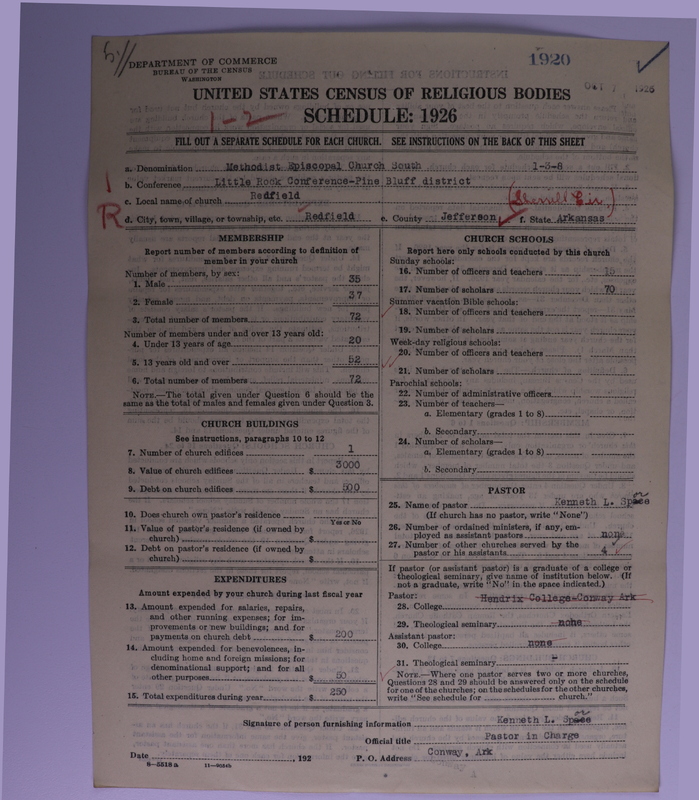 DEPARTMENT OF COMMERCE
BUREAU OF THE CENSUS
WASHINGTON
1920
1926
UNITED STATES CENSUS OF RELIGIOUS BODIES
SCHEDULE: 1926
1-2
FILL OUT A SEPARATE SCHEDULE FOR EACH CHURCH. SEE INSTRUCTIONS ON THE BACK OF THIS SHEET
a. Denomination Methodist Episcopal Church South 1-3-8
b. Conference Little Rock Conference-Pine Bluff district
c. Local name of church Redfield
(Sherrill Cir.)
R
d. City, town, village, or township, etc. Redfield e. County Jefferson f. State Arkansas
MEMBERSHIP
Report number of members according to definition of
member in your church
Number of members, by sex:
1. Male 35
2. Female 37
3. Total number of members 72
Number of members under and over 13 years old:
4. Under 13 years of age 20
5. 13 years old and over 52
6. Total number of members 72
NOTE.—The total given under Question 6 should be the
same as the total of males and females given under Question 3.
CHURCH BUILDINGS
See instructions, paragraphs 10 to 12
7. Number of church edifices 1
8. Value of church edifices $ 3000
9. Debt on church edifices $ 500
10. Does church own pastor's residence
Yes or No
11. Value of pastor's residence (if owned by
church) $
12. Debt on pastor's residence (if owned by
church) $
EXPENDITURES
Amount expended by your church during last fiscal year
13. Amount expended for salaries, repairs,
and other running expenses; for im-
provements or new buildings; and for
payments on church debt $ 200
14. Amount expended for benevolences, in-
cluding home and foreign missions; for
denominational support; and for all
other purposes $ 50
15. Total expenditures during year $ 250
CHURCH SCHOOLS
Report here only schools conducted by this church
Sunday schools:
16. Number of officers and teachers 15
17. Number of scholars 70
Summer vacation Bible schools:
18. Number of officers and teachers
19. Number of scholars
Week-day religious schools:
20. Number of officers and teachers
21. Number of scholars
Parochial schools:
22. Number of administrative officers
23. Number of teachers—
a. Elementary (grades 1 to 8)
b. Secondary
24. Number of scholars—
a. Elementary (grades 1 to 8)
b. Secondary
PASTOR
25. Name of pastor Kenneth L. Spore
(If church has no pastor, write "None")
26. Number of ordained ministers, if any, em-
ployed as assistant pastors none
27. Number of other churches served by the
pastor or his assistants 4
If pastor (or assistant pastor) is a graduate of a college or
theological seminary, give name of institution below. (If
not a graduate, write "No" in the space indicated.)
Pastor:
28. College Hendrix College-Conway Ark
29. Theological seminary none
Assistant pastor:
30. College none
31. Theological seminary -
NOTE.—Where one pastor serves two or more churches,
Questions 28 and 29 should be answered only on the schedule
for one of the churches; on the schedules for the other churches,
write "See schedule for church."
Signature of person furnishing information Kenneth L. Spore
Official title Pastor in Charge
Date , 192 P. O. Address Conway, Ark
8—5518 a